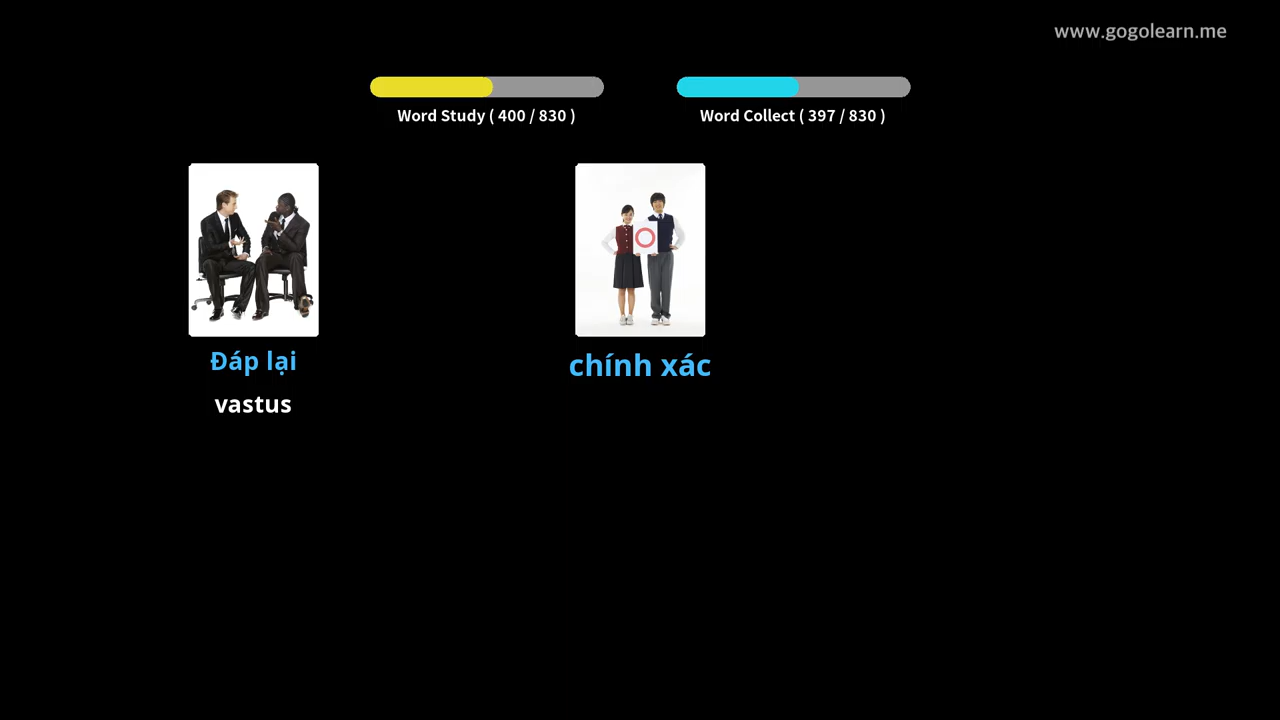 www.gogolearn.me
Word Study ( 400 / 830 )
Word Collect ( 397 / 830 )
Đáp lại
vastus
chính xác